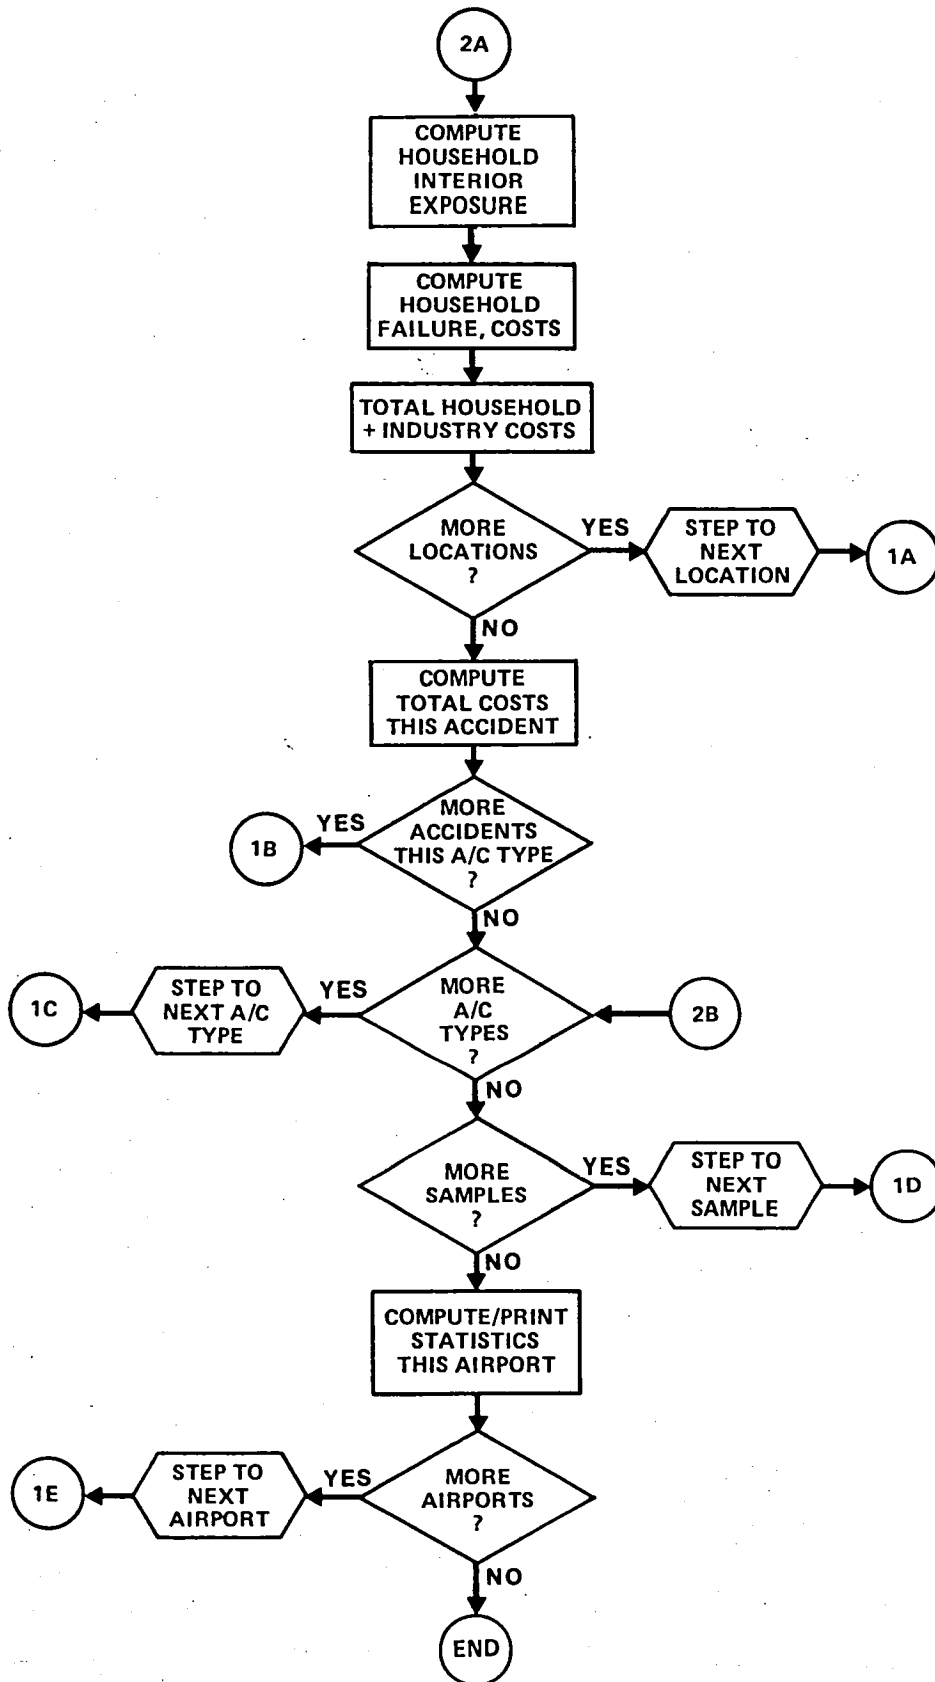 2A
COMPUTE
HOUSEHOLD
INTERIOR
EXPOSURE
COMPUTE
HOUSEHOLD
FAILURE, COSTS
TOTAL HOUSEHOLD
+ INDUSTRY COSTS
MORE
LOCATIONS
?
YES
STEP TO
NEXT
LOCATION
1A
NO
COMPUTE
TOTAL COSTS
THIS ACCIDENT
MORE
ACCIDENTS
THIS A/C TYPE
?
YES
1B
NO
MORE
A/C
TYPES
?
YES
STEP TO
NEXT A/C
TYPE
1C
2B
NO
MORE
SAMPLES
?
YES
STEP TO
NEXT
SAMPLE
1D
NO
COMPUTE/PRINT
STATISTICS
THIS AIRPORT
MORE
AIRPORTS
?
YES
STEP TO
NEXT
AIRPORT
1E
NO
END